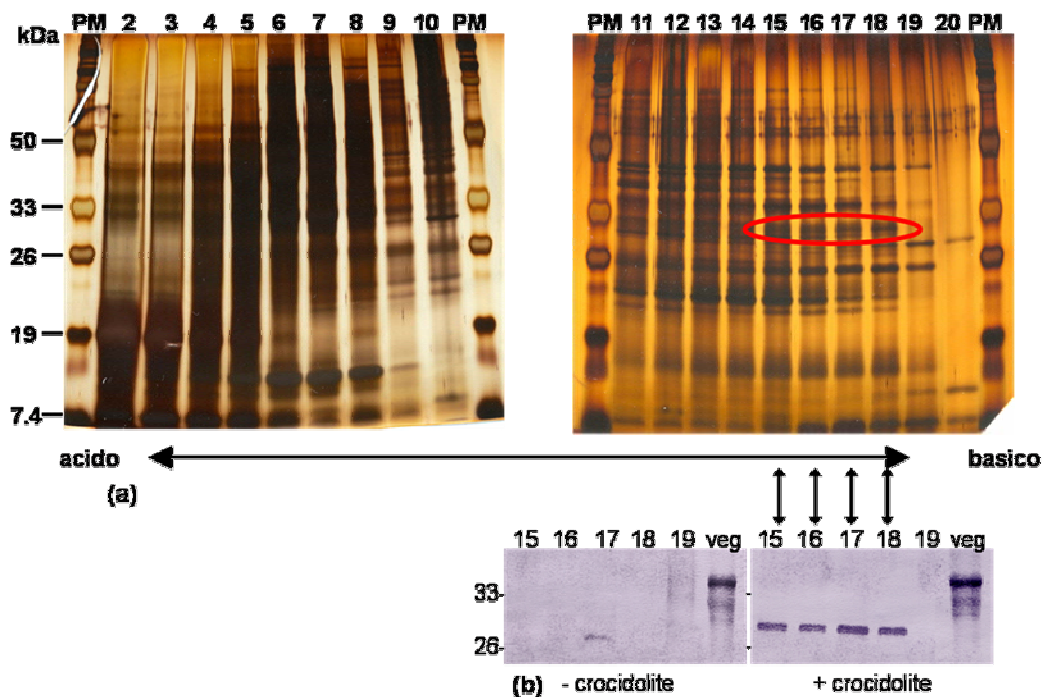 PM 2 3 4 5 6 7 8 9 10 PM
kDa
50
33
26
19
7.4
PM 11 12 13 14 15 16 17 18 19 20 PM
acido
basico
(a)
15 16 17 18 19 veg
15 16 17 18 19 veg
33
26
(b) - crocidolite
+ crocidolite